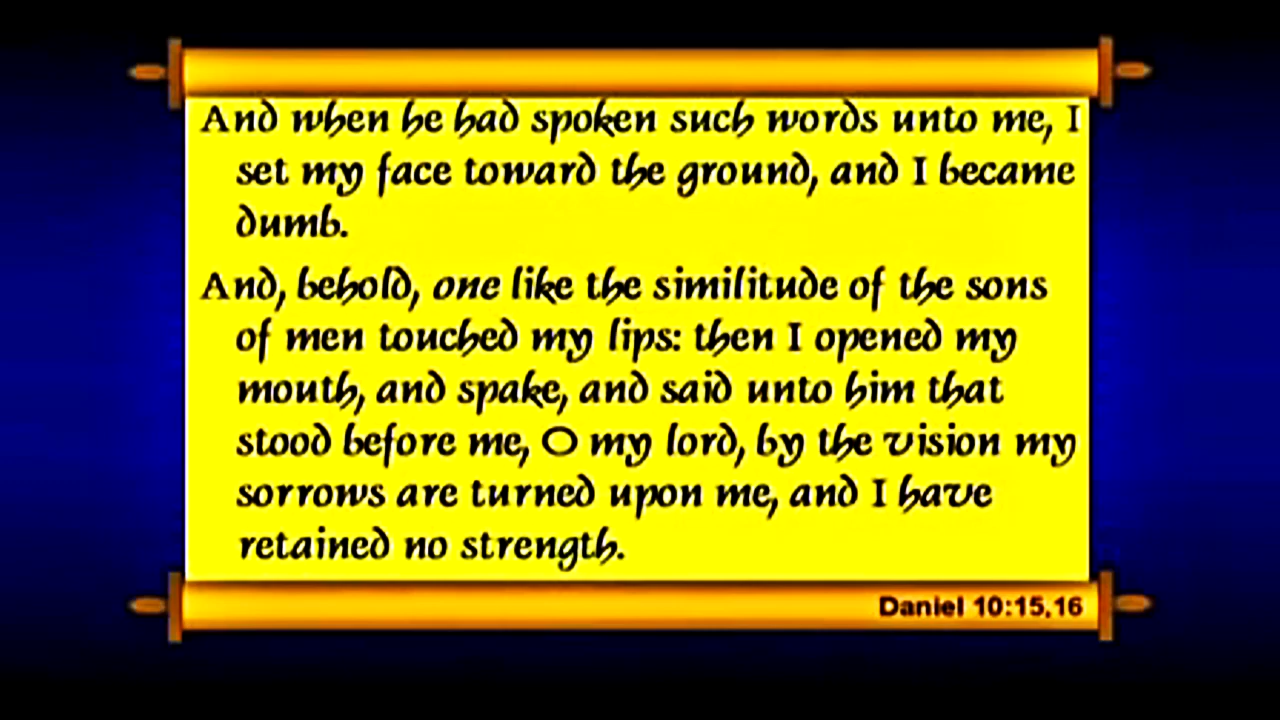 And when he had spoken such words unto me, I
set my face toward the ground, and I became
dumb.
And, behold, one like the similitude of the sons
of men touched my lips: then I opened my
mouth, and spake, and said unto him that
stood before me, O my lord, by the vision my
sorrows are turned upon me, and I have
retained no strength.
Daniel 10:15,16